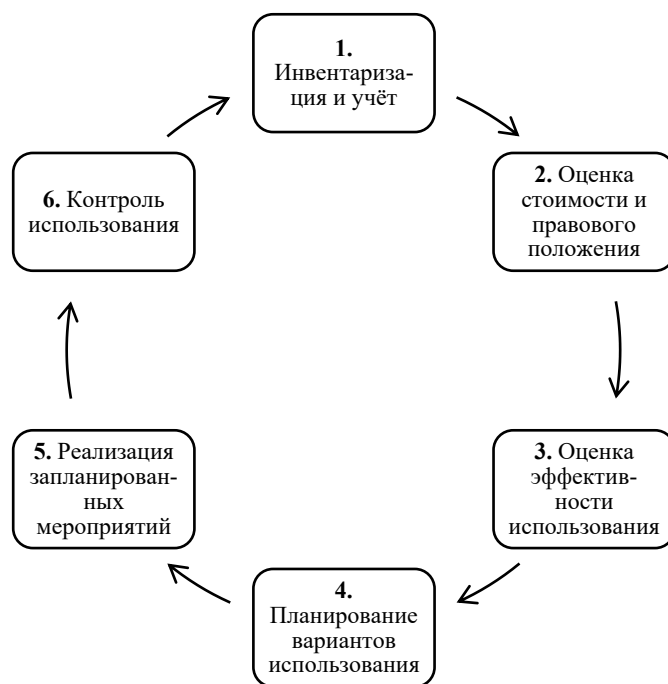 1.
Инвентариза-
ция и учёт
2. Оценка
стоимости и
правового
положения
3. Оценка
эффектив-
ности
использования
4.
Планирование
вариантов
использования
5. Реализация
запланирован-
ных
мероприятий
6. Контроль
использования